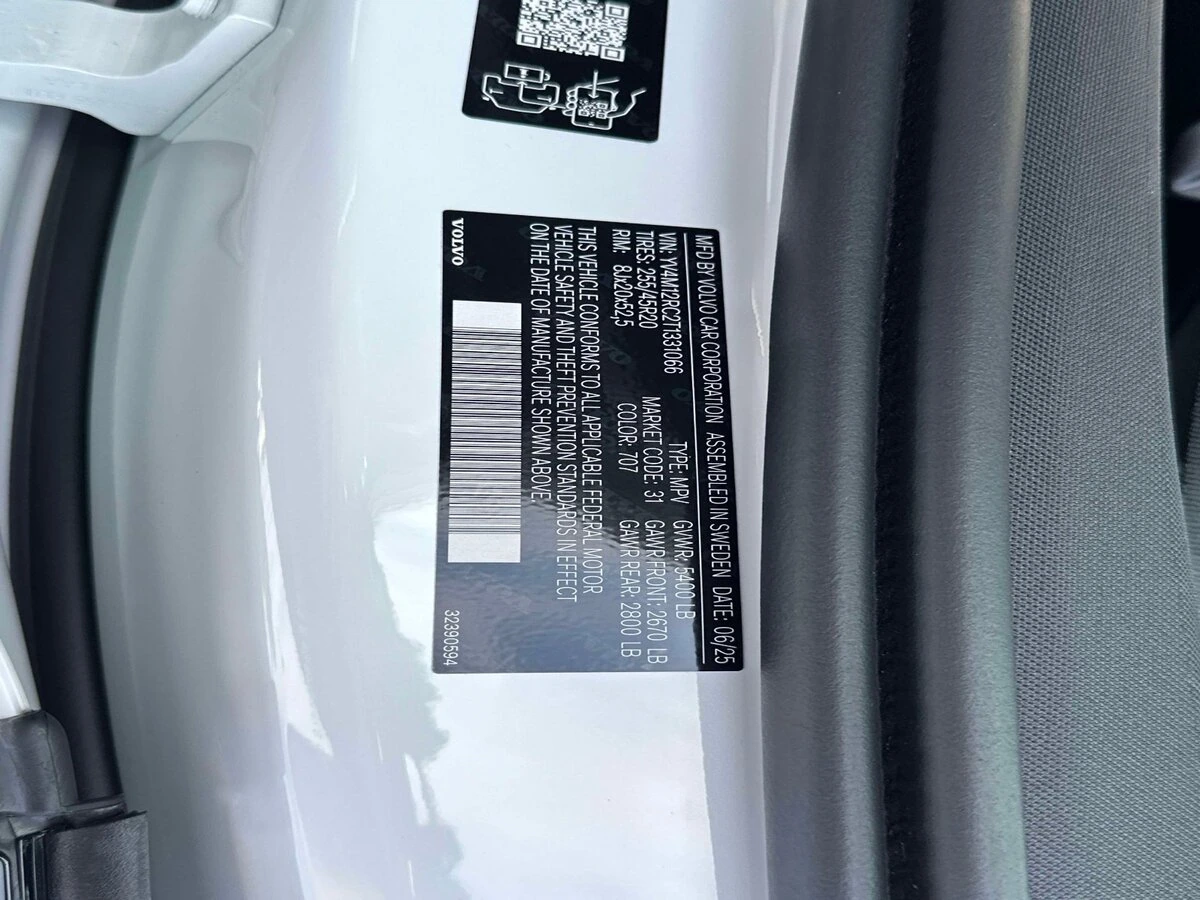 MFD BY VOLVO CAR CORPORATION ASSEMBLED IN SWEDEN DATE: 06/25
VIN: YV4M12RC2T1331066 TYPE: MPV GVWR: 5400 LB
TIRES: 255/45R20 MARKET CODE: 31 GAWR FRONT: 2670 LB
RIM: 8Jx20x52,5 COLOR: 707 GAWR REAR: 2800 LB
THIS VEHICLE CONFORMS TO ALL APPLICABLE FEDERAL MOTOR
VEHICLE SAFETY AND THEFT PREVENTION STANDARDS IN EFFECT
ON THE DATE OF MANUFACTURE SHOWN ABOVE.
VOLVO 32390594